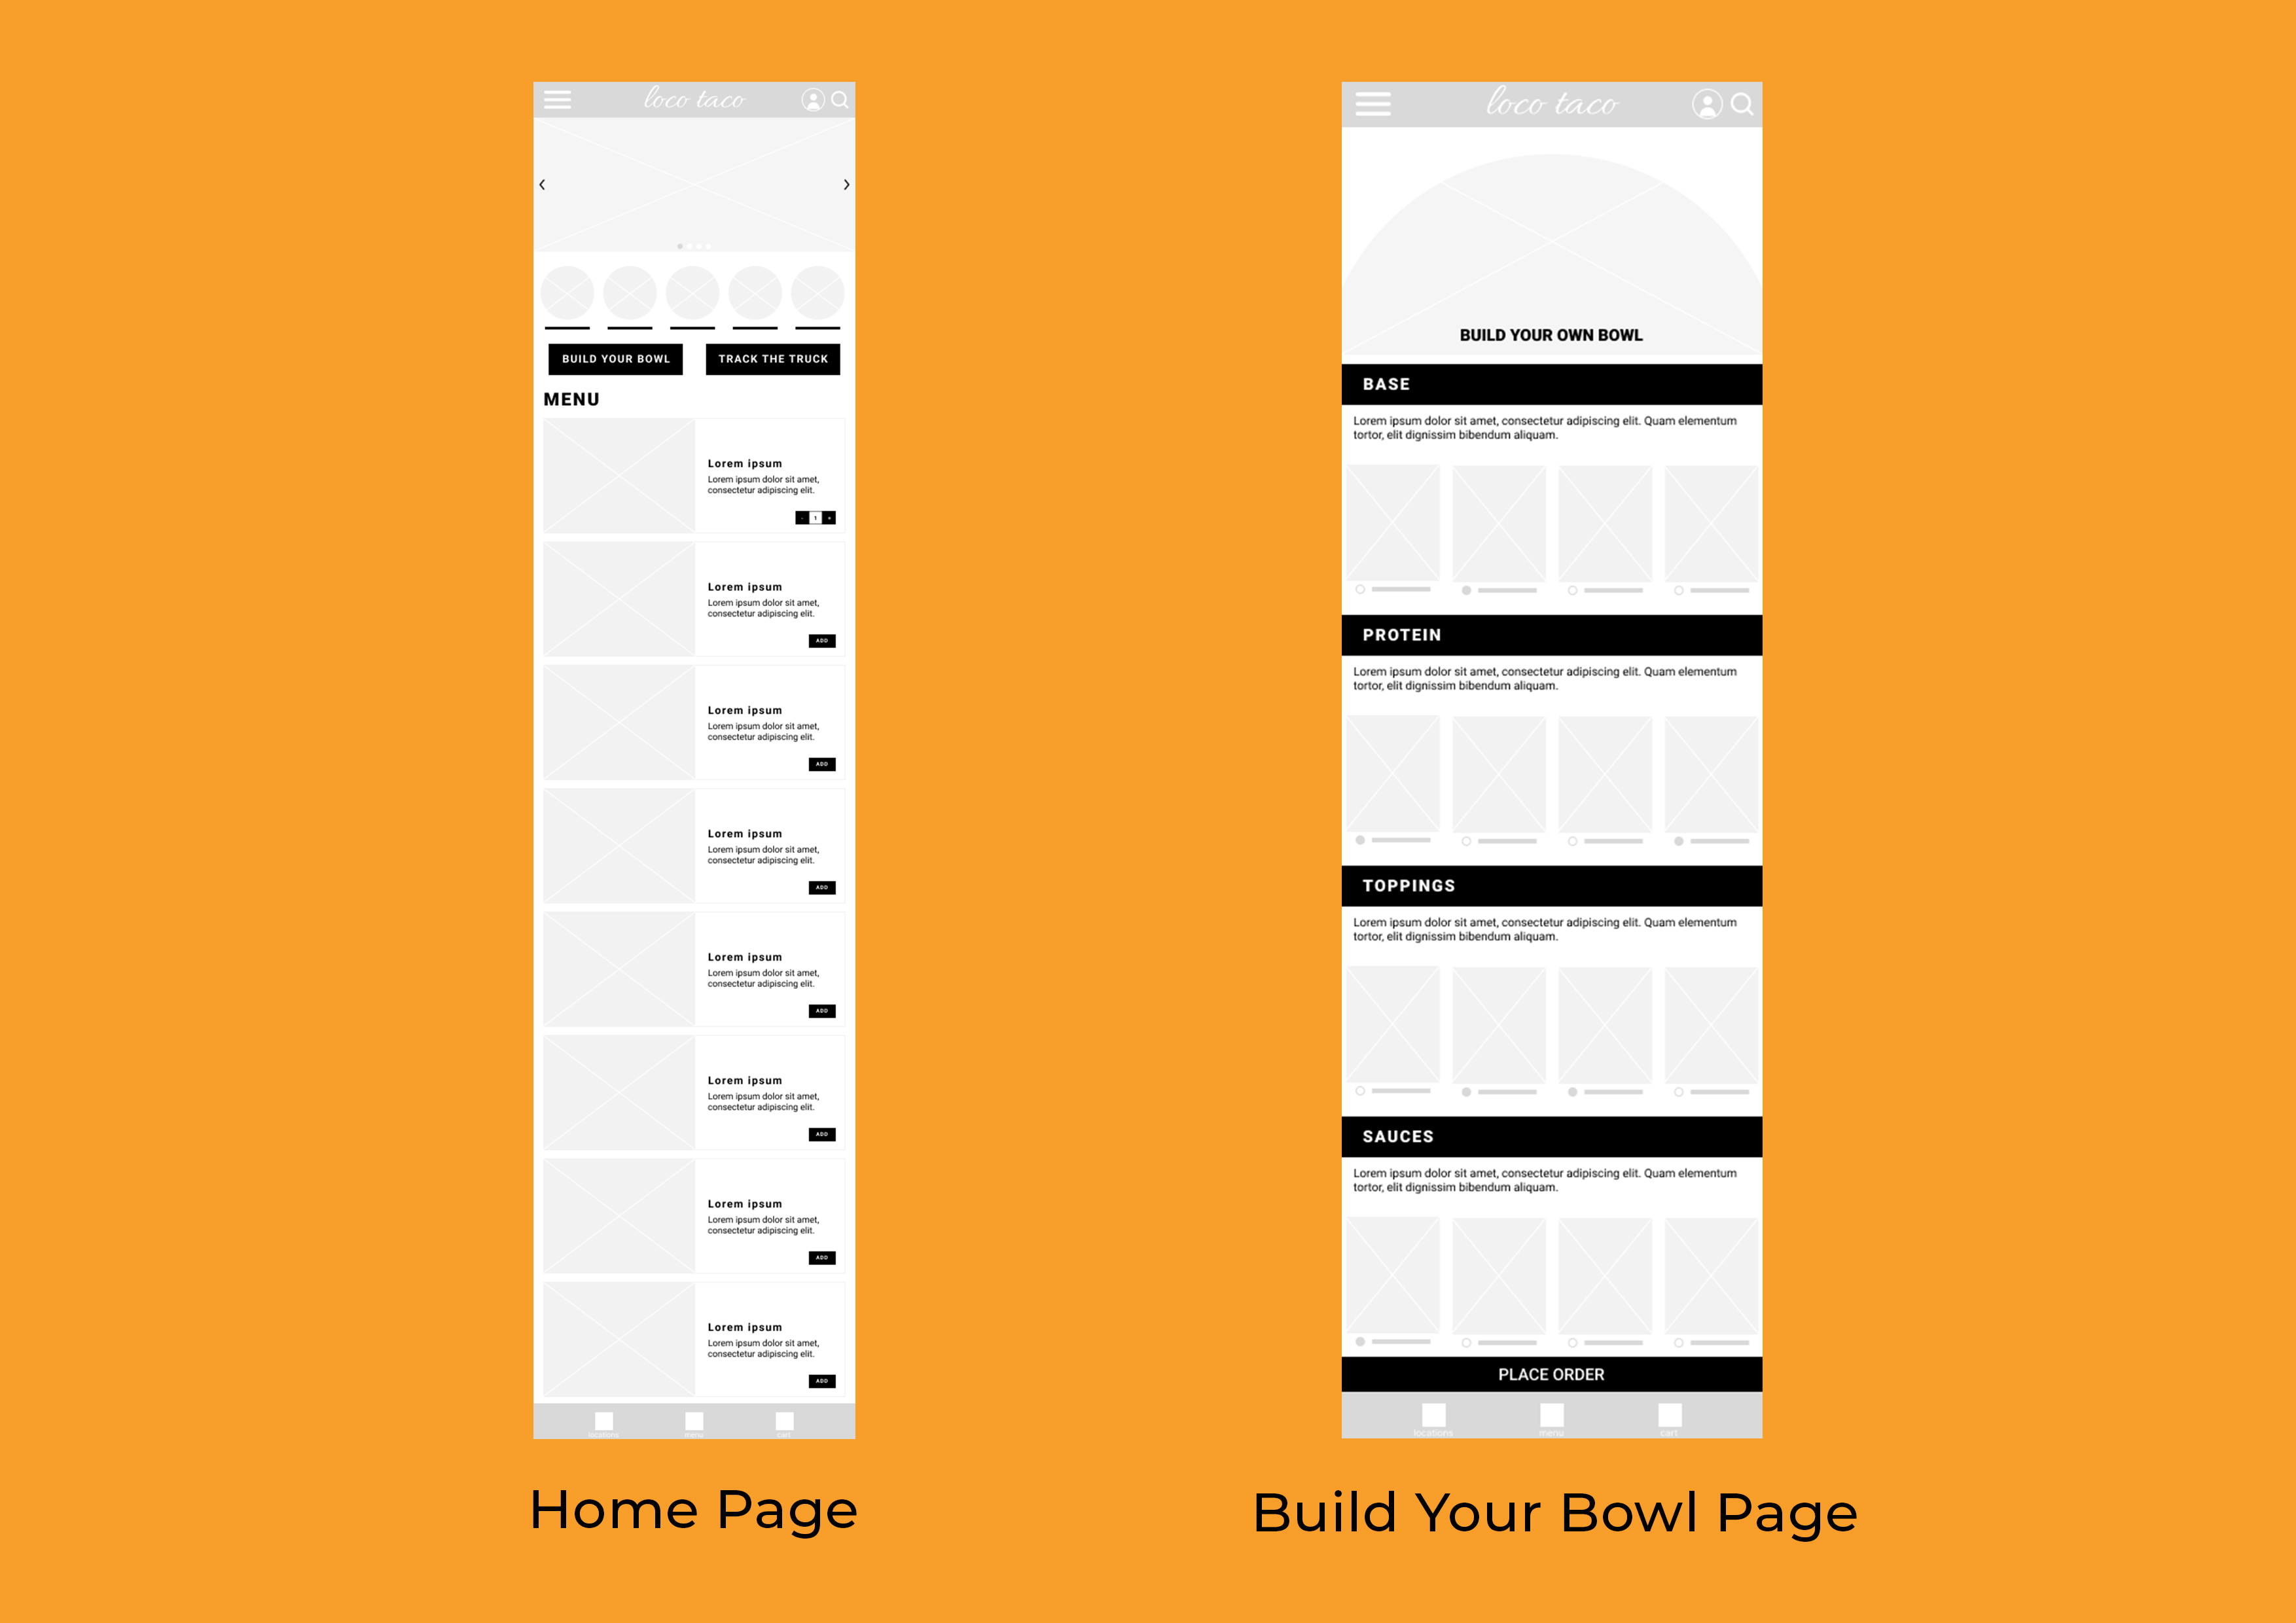 loco taco
BUILD YOUR BOWL
TRACK THE TRUCK
MENU
Lorem ipsum
Lorem ipsum dolor sit amet,
consectetur adipiscing elit.
- 1 +
Lorem ipsum
Lorem ipsum dolor sit amet,
consectetur adipiscing elit.
ADD
Lorem ipsum
Lorem ipsum dolor sit amet,
consectetur adipiscing elit.
ADD
Lorem ipsum
Lorem ipsum dolor sit amet,
consectetur adipiscing elit.
ADD
Lorem ipsum
Lorem ipsum dolor sit amet,
consectetur adipiscing elit.
ADD
Lorem ipsum
Lorem ipsum dolor sit amet,
consectetur adipiscing elit.
ADD
Lorem ipsum
Lorem ipsum dolor sit amet,
consectetur adipiscing elit.
ADD
Lorem ipsum
Lorem ipsum dolor sit amet,
consectetur adipiscing elit.
ADD
locations menu cart
Home Page
loco taco
BUILD YOUR OWN BOWL
BASE
Lorem ipsum dolor sit amet, consectetur adipiscing elit. Quam elementum
tortor, elit dignissim bibendum aliquam.
PROTEIN
Lorem ipsum dolor sit amet, consectetur adipiscing elit. Quam elementum
tortor, elit dignissim bibendum aliquam.
TOPPINGS
Lorem ipsum dolor sit amet, consectetur adipiscing elit. Quam elementum
tortor, elit dignissim bibendum aliquam.
SAUCES
Lorem ipsum dolor sit amet, consectetur adipiscing elit. Quam elementum
tortor, elit dignissim bibendum aliquam.
PLACE ORDER
locations menu cart
Build Your Bowl Page